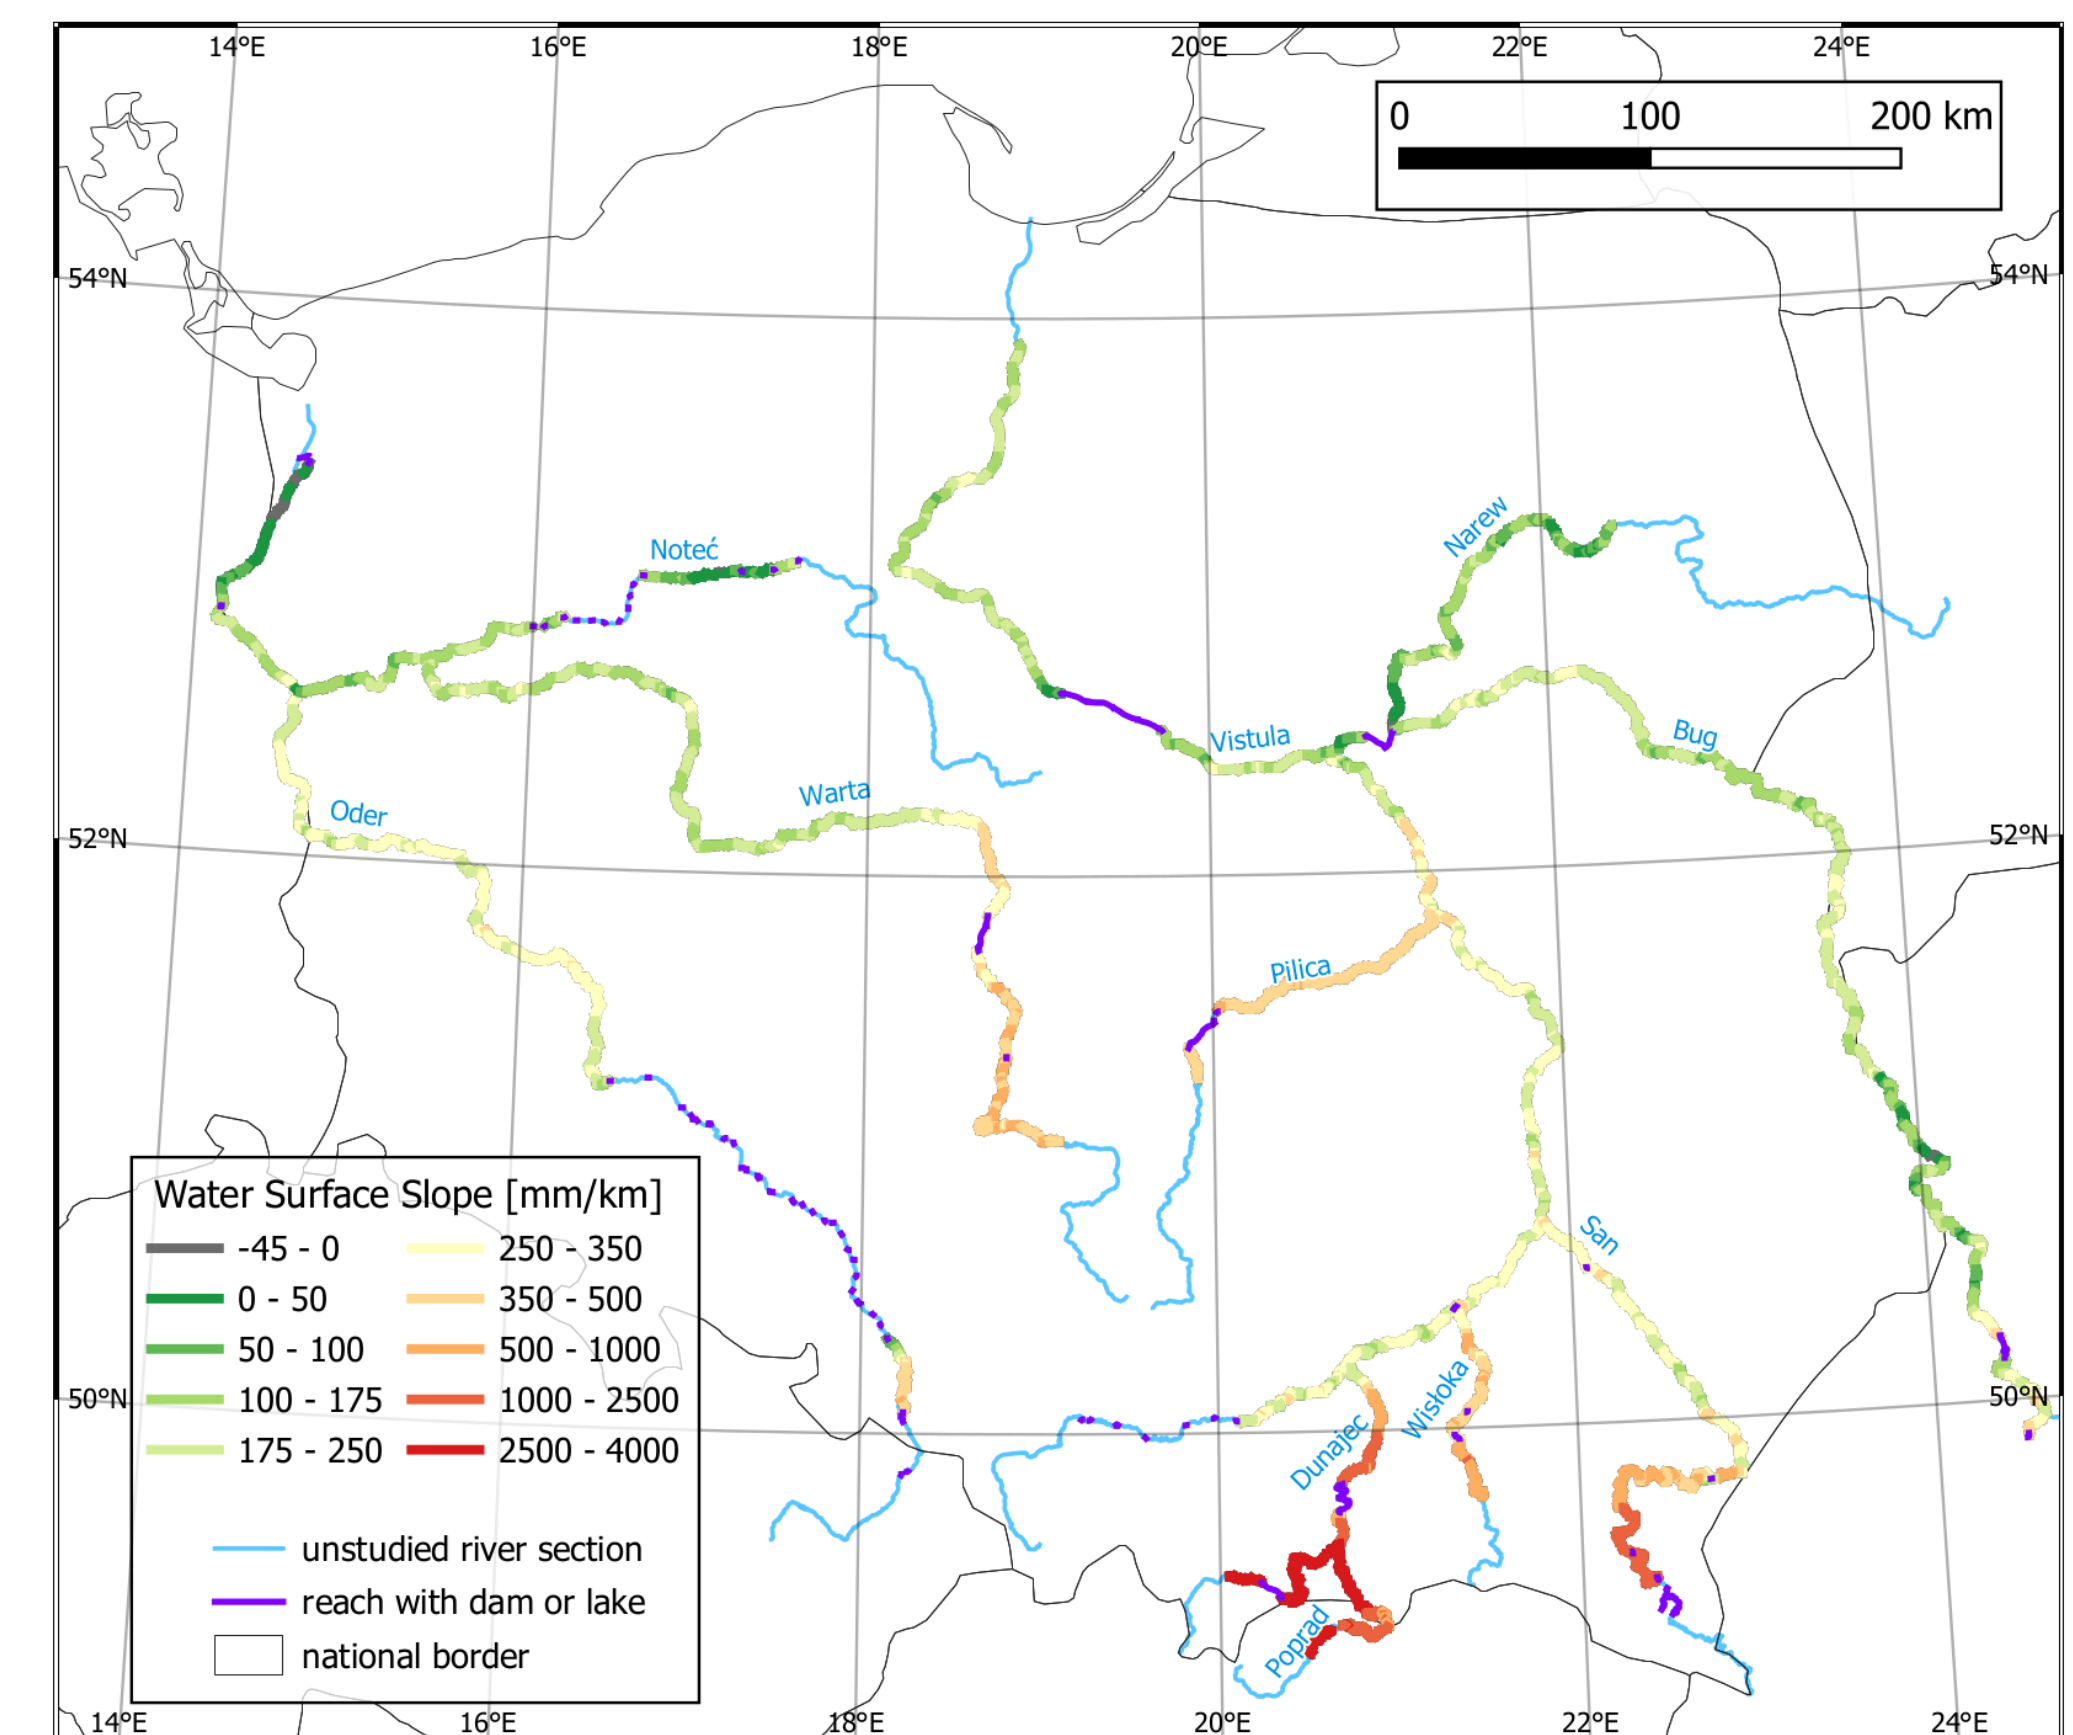 14°E 16°E 18°E 20°E 22°E 24°E
0 100 200 km
54°N 54°N
Narew
Noteć
Vistula
Bug
Warta
Oder
52°N 52°N
Pilica
San
Water Surface Slope [mm/km]
-45 - 0 250 - 350
0 - 50 350 - 500
50 - 100 500 - 1000
100 - 175 1000 - 2500
175 - 250 2500 - 4000
unstudied river section
reach with dam or lake
national border
50°N 50°N
Wisłoka
Dunajec
Poprad
14°E 16°E 18°E 20°E 22°E 24°E